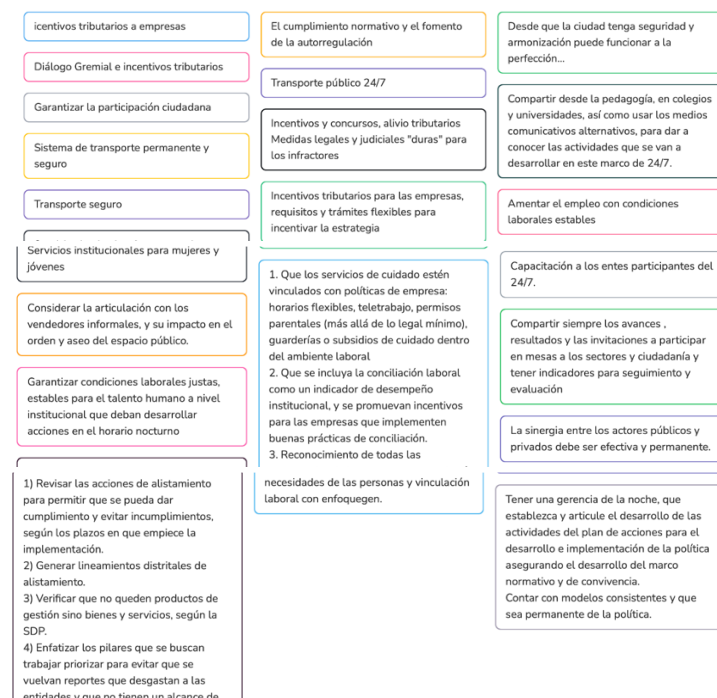 icentivos tributarios a empresas
Diálogo Gremial e incentivos tributarios
Garantizar la participación ciudadana
Sistema de transporte permanente y
seguro
Transporte seguro
Servicios institucionales para mujeres y
jóvenes
Considerar la articulación con los
vendedores informales, y su impacto en el
orden y aseo del espacio público.
Garantizar condiciones laborales justas,
estables para el talento humano a nivel
institucional que deban desarrollar
acciones en el horario nocturno
1) Revisar las acciones de alistamiento
para permitir que se pueda dar
cumplimiento y evitar incumplimientos,
según los plazos en que empiece la
implementación.
2) Generar lineamientos distritales de
alistamiento.
3) Verificar que no queden productos de
gestión sino bienes y servicios, según la
SDP.
4) Enfatizar los pilares que se buscan
trabajar priorizar para evitar que se
vuelvan reportes que desgastan a las
entidades y que no tienen un alcance de
El cumplimiento normativo y el fomento
de la autorregulación
Transporte público 24/7
Incentivos y concursos, alivio tributarios
Medidas legales y judiciales "duras" para
los infractores
Incentivos tributarios para las empresas,
requisitos y trámites flexibles para
incentivar la estrategia
1. Que los servicios de cuidado estén
vinculados con políticas de empresa:
horarios flexibles, teletrabajo, permisos
parentales (más allá de lo legal mínimo),
guarderías o subsidios de cuidado dentro
del ambiente laboral
2. Que se incluya la conciliación laboral
como un indicador de desempeño
institucional, y se promuevan incentivos
para las empresas que implementen
buenas prácticas de conciliación.
3. Reconocimiento de todas las
necesidades de las personas y vinculación
laboral con enfoquegen.
Desde que la ciudad tenga seguridad y
armonización puede funcionar a la
perfección...
Compartir desde la pedagogía, en colegios
y universidades, así como usar los medios
comunicativos alternativos, para dar a
conocer las actividades que se van a
desarrollar en este marco de 24/7.
Amentar el empleo con condiciones
laborales estables
Capacitación a los entes participantes del
24/7.
Compartir siempre los avances ,
resultados y las invitaciones a participar
en mesas a los sectores y ciudadanía y
tener indicadores para seguimiento y
evaluación
La sinergia entre los actores públicos y
privados debe ser efectiva y permanente.
Tener una gerencia de la noche, que
establezca y articule el desarrollo de las
actividades del plan de acciones para el
desarrollo e implementación de la política
asegurando el desarrollo del marco
normativo y de convivencia.
Contar con modelos consistentes y que
sea permanente de la política.